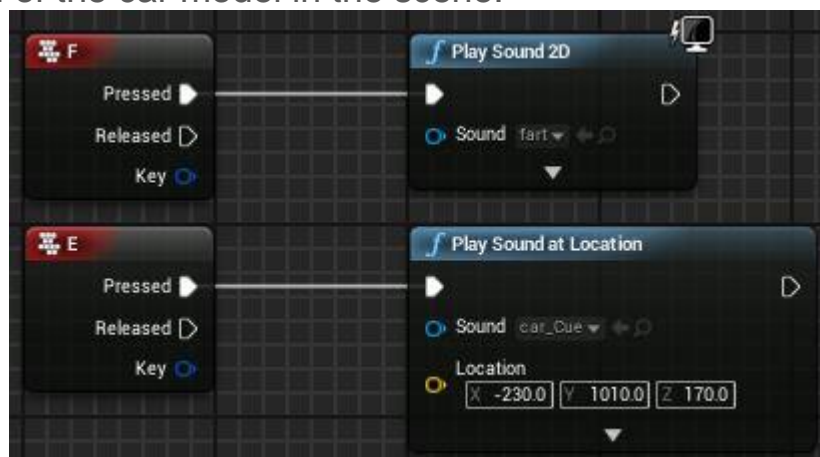 of the car model in the scene.
F
Pressed
Released
Key
f Play Sound 2D
Sound fart
E
Pressed
Released
Key
f Play Sound at Location
Sound car_Cue
Location
X -230.0 Y 1010.0 Z 170.0